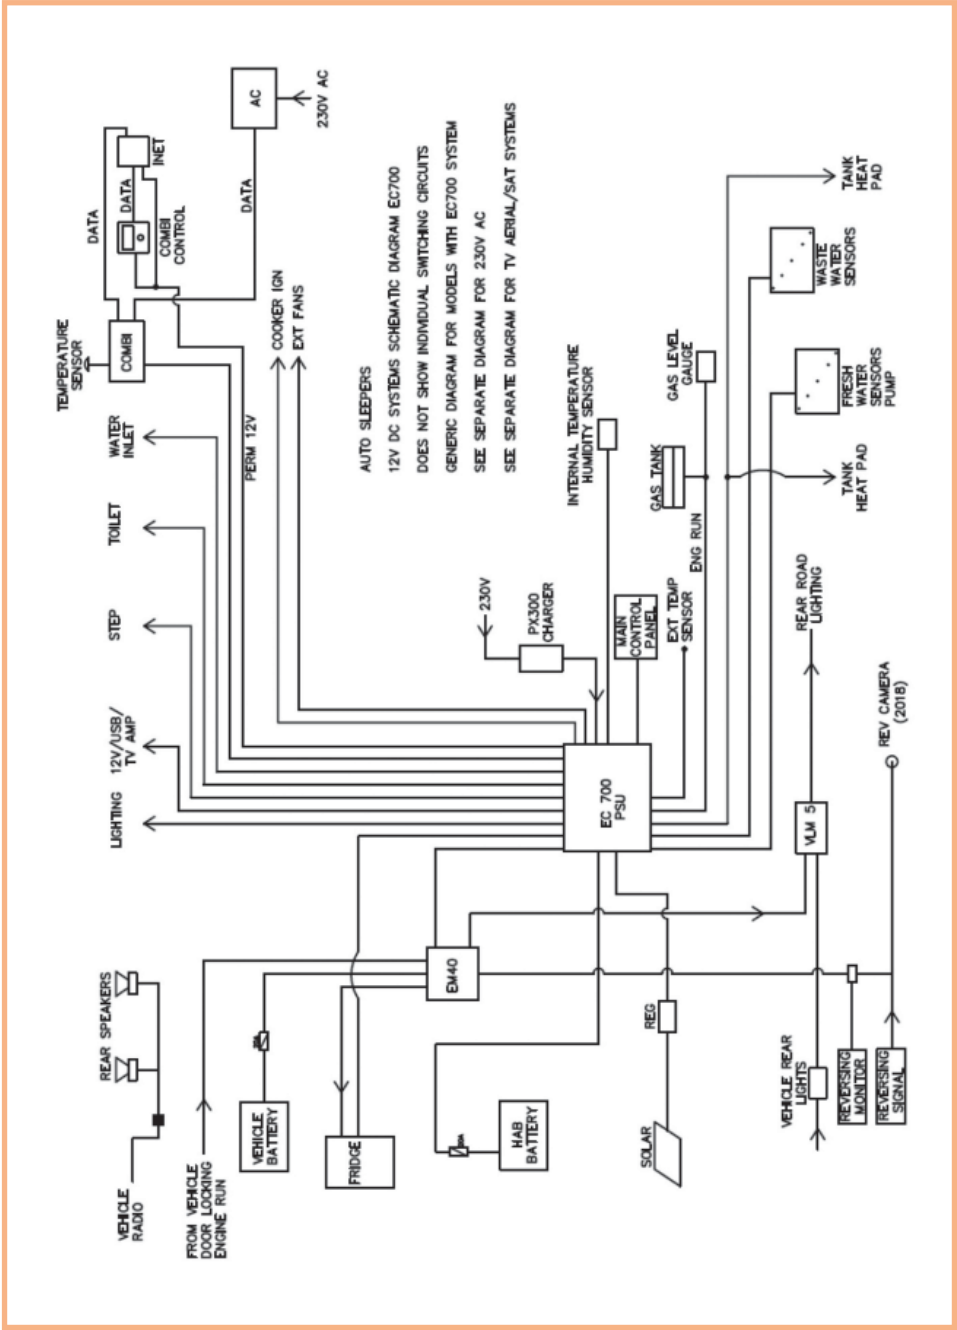 VEHICLE
RADIO
REAR SPEAKERS
LIGHTING
12V/USB/
TV AMP
STEP
TOILET
WATER
INLET
TEMPERATURE
SENSOR
COMBI
DATA
DATA
INET
COMBI
CONTROL
DATA
AC
230V AC
FROM VEHICLE
DOOR LOCKING
ENGINE RUN
PERM 12V
COOKER IGN
EXT FANS
VEHICLE
BATTERY
FRIDGE
AUTO SLEEPERS
12V DC SYSTEMS SCHEMATIC DIAGRAM EC700
DOES NOT SHOW INDIVIDUAL SWITCHING CIRCUITS
GENERIC DIAGRAM FOR MODELS WITH EC700 SYSTEM
SEE SEPARATE DIAGRAM FOR 230V AC
SEE SEPARATE DIAGRAM FOR TV AERIAL/SAT SYSTEMS
EM40
230V
PX300
CHARGER
INTERNAL TEMPERATURE
HUMIDITY SENSOR
HAB
BATTERY
EC 700
PSU
MAIN
CONTROL
PANEL
EXT TEMP
SENSOR
ENG RUN
GAS TANK
GAS LEVEL
GAUGE
SOLAR
REG
VEHICLE REAR
LIGHTS
VLM 5
REAR ROAD
LIGHTING
TANK
HEAT PAD
FRESH
WATER
SENSORS
PUMP
WASTE
WATER
SENSORS
TANK
HEAT
PAD
REVERSING
MONITOR
REVERSING
SIGNAL
REV CAMERA
(2018)